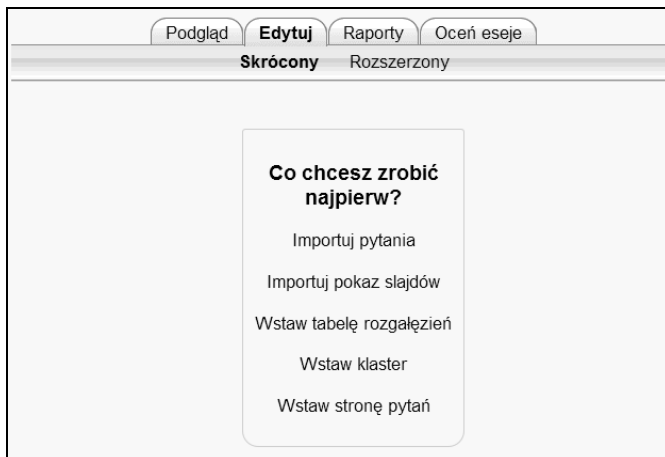 Podgląd Edytuj Raporty Oceń eseje
Skrócony Rozszerzony
Co chcesz zrobić
najpierw?
Importuj pytania
Importuj pokaz slajdów
Wstaw tabelę rozgałęzień
Wstaw klaster
Wstaw stronę pytań